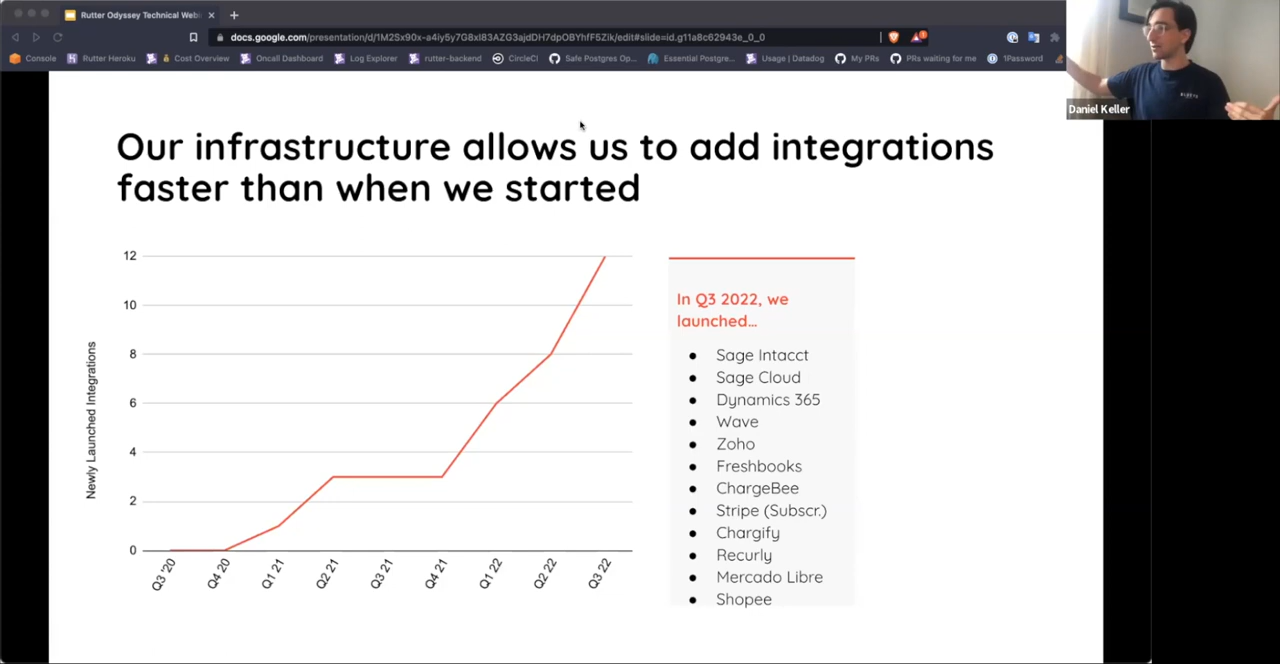 Rutter Odyssey Technical Web
docs.google.com/presentation/d/1M2Sx90x-a4iy5y7G8xI83AZG3ajdDH7dpOBYhfF5Zik/edit#slide=id.g11a8c62943e_0_0
Console Rutter Heroku Cost Overview Oncall Dashboard Log Explorer rutter-backend CircleCI Safe Postgres Op... Essential Postgre... Usage | Datadog My PRs PRs waiting for me 1Password
Daniel Keller
Our infrastructure allows us to add integrations
faster than when we started
Newly Launched Integrations
12
10
8
6
4
2
0
Q3 '20 Q4 20 Q1 21 Q2 21 Q3 21 Q4 21 Q1 22 Q2 22 Q3 22
In Q3 2022, we
launched...
● Sage Intacct
● Sage Cloud
● Dynamics 365
● Wave
● Zoho
● Freshbooks
● ChargeBee
● Stripe (Subscr.)
● Chargify
● Recurly
● Mercado Libre
● Shopee